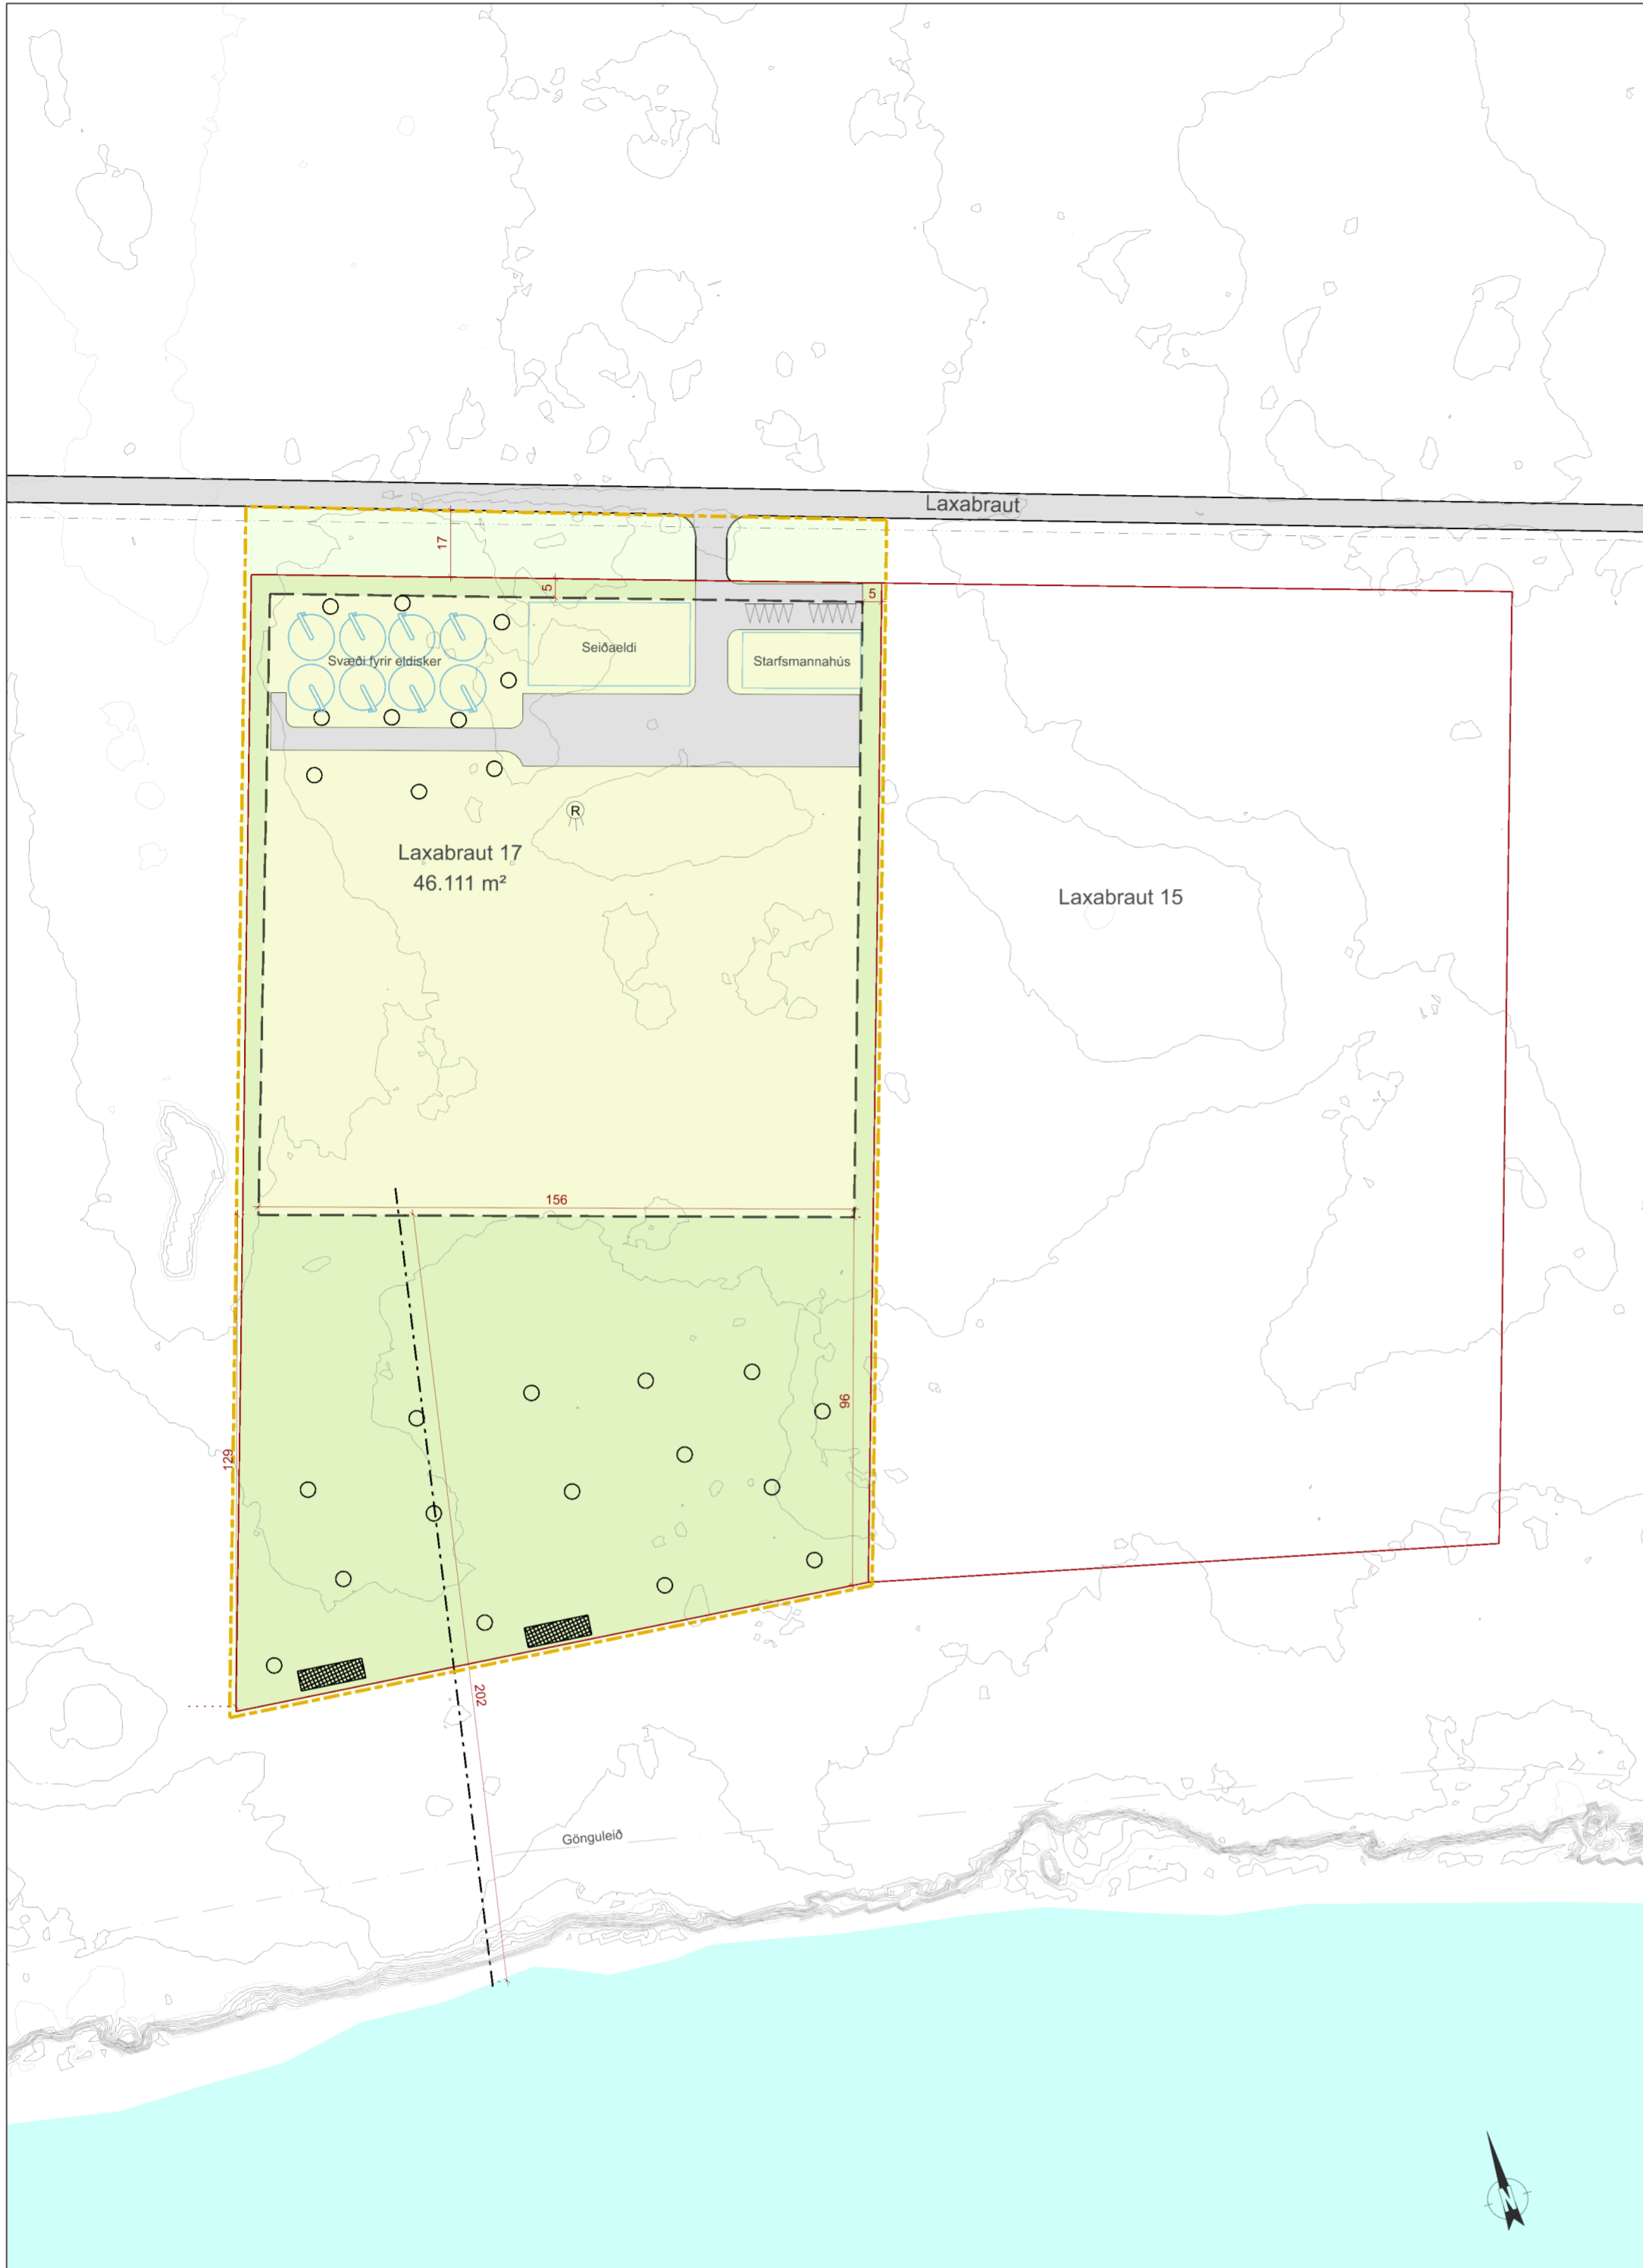 Laxabraut
17
5
5
Seiðaeldi
Svæði fyrir eldisker
Starfsmannahús
R
Laxabraut 17
46.111 m²
Laxabraut 15
156
96
129
202
Gönguleið
N